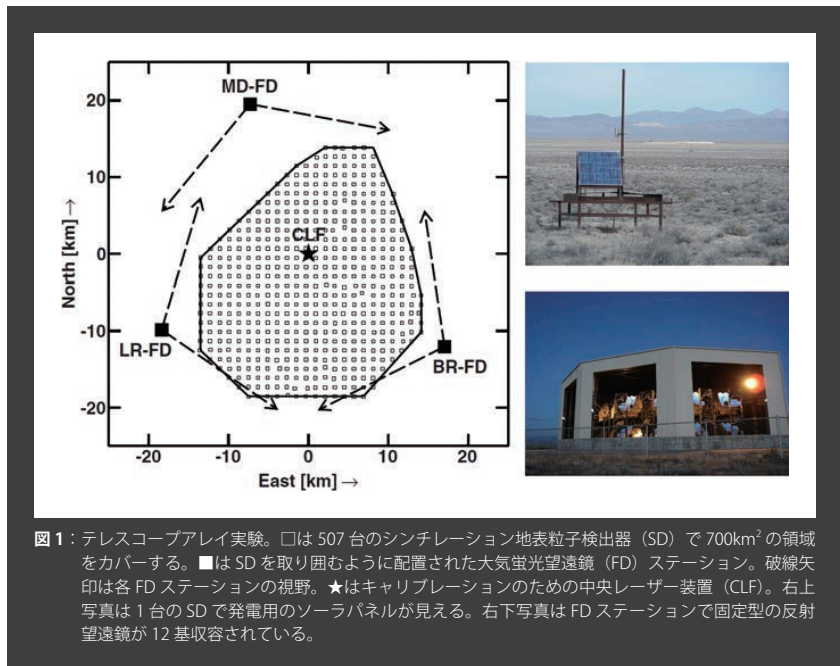 MD-FD
20
10
CLF
0
North [km] →
-10
LR-FD
BR-FD
-20
-20 -10 0 10 20
East [km] →
図 1：テレスコープアレイ実験。□は 507 台のシンチレーション地表粒子検出器（SD）で 700km² の領域
をカバーする。■は SD を取り囲むように配置された大気蛍光望遠鏡（FD）ステーション。破線矢
印は各 FD ステーションの視野。★はキャリブレーションのための中央レーザー装置（CLF）。右上
写真は 1 台の SD で発電用のソーラパネルが見える。右下写真は FD ステーションで固定型の反射
望遠鏡が 12 基収容されている。